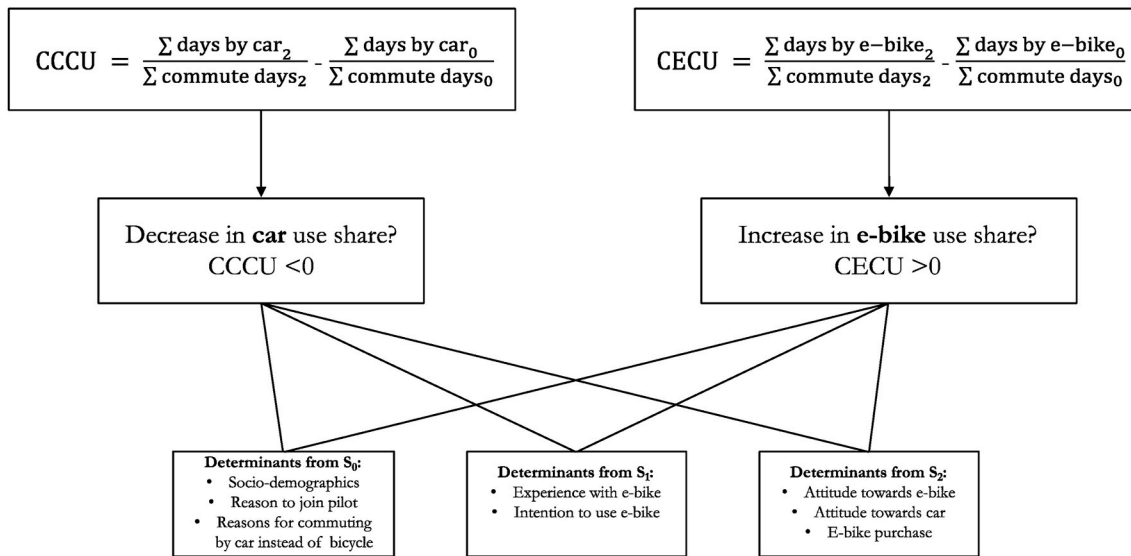 CCCU = ∑ days by car₂ / ∑ commute days₂ - ∑ days by car₀ / ∑ commute days₀
CECU = ∑ days by e−bike₂ / ∑ commute days₂ - ∑ days by e−bike₀ / ∑ commute days₀
Decrease in car use share?
CCCU <0
Increase in e-bike use share?
CECU >0
Determinants from S₀:
• Socio-demographics
• Reason to join pilot
• Reasons for commuting
by car instead of bicycle
Determinants from S₁:
• Experience with e-bike
• Intention to use e-bike
Determinants from S₂:
• Attitude towards e-bike
• Attitude towards car
• E-bike purchase